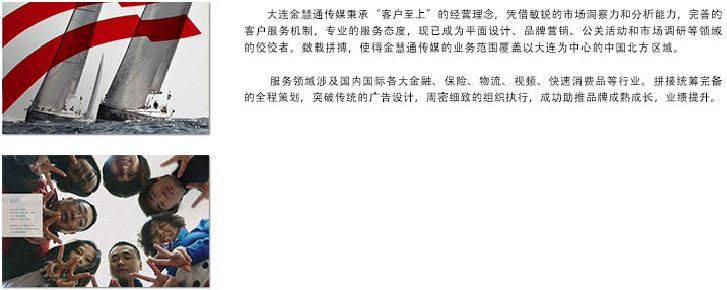 大连金慧通传媒秉承 “客户至上”的经营理念，凭借敏锐的市场洞察力和分析能力，完善的
客户服务机制，专业的服务态度，现已成为平面设计、品牌营销、公关活动和市场调研等领域
的佼佼者。数载拼搏，使得金慧通传媒的业务范围覆盖以大连为中心的中国北方区域。
服务领域涉及国内国际各大金融、保险、物流、视频、快速消费品等行业。拼接统筹完备
的全程策划，突破传统的广告设计，周密细致的组织执行，成功助推品牌成熟成长，业绩提升。